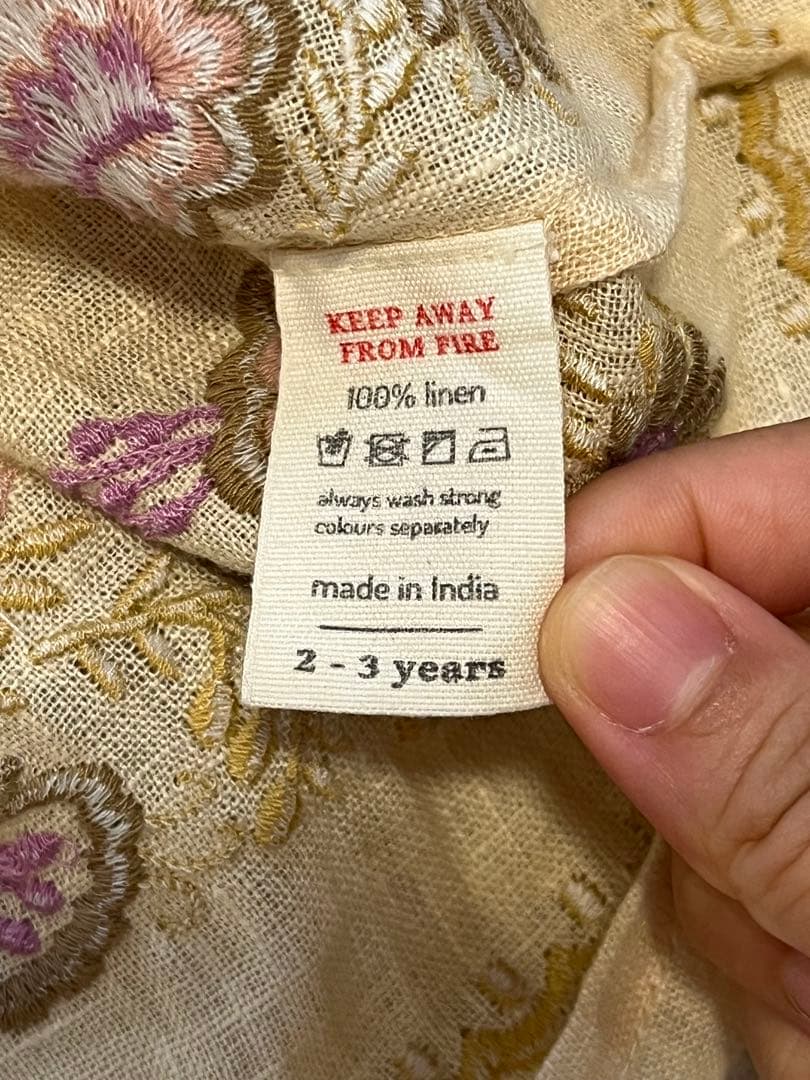 KEEP AWAY
FROM FIRE
100% linen
always wash strong
colours separately
made in India
2 - 3 years